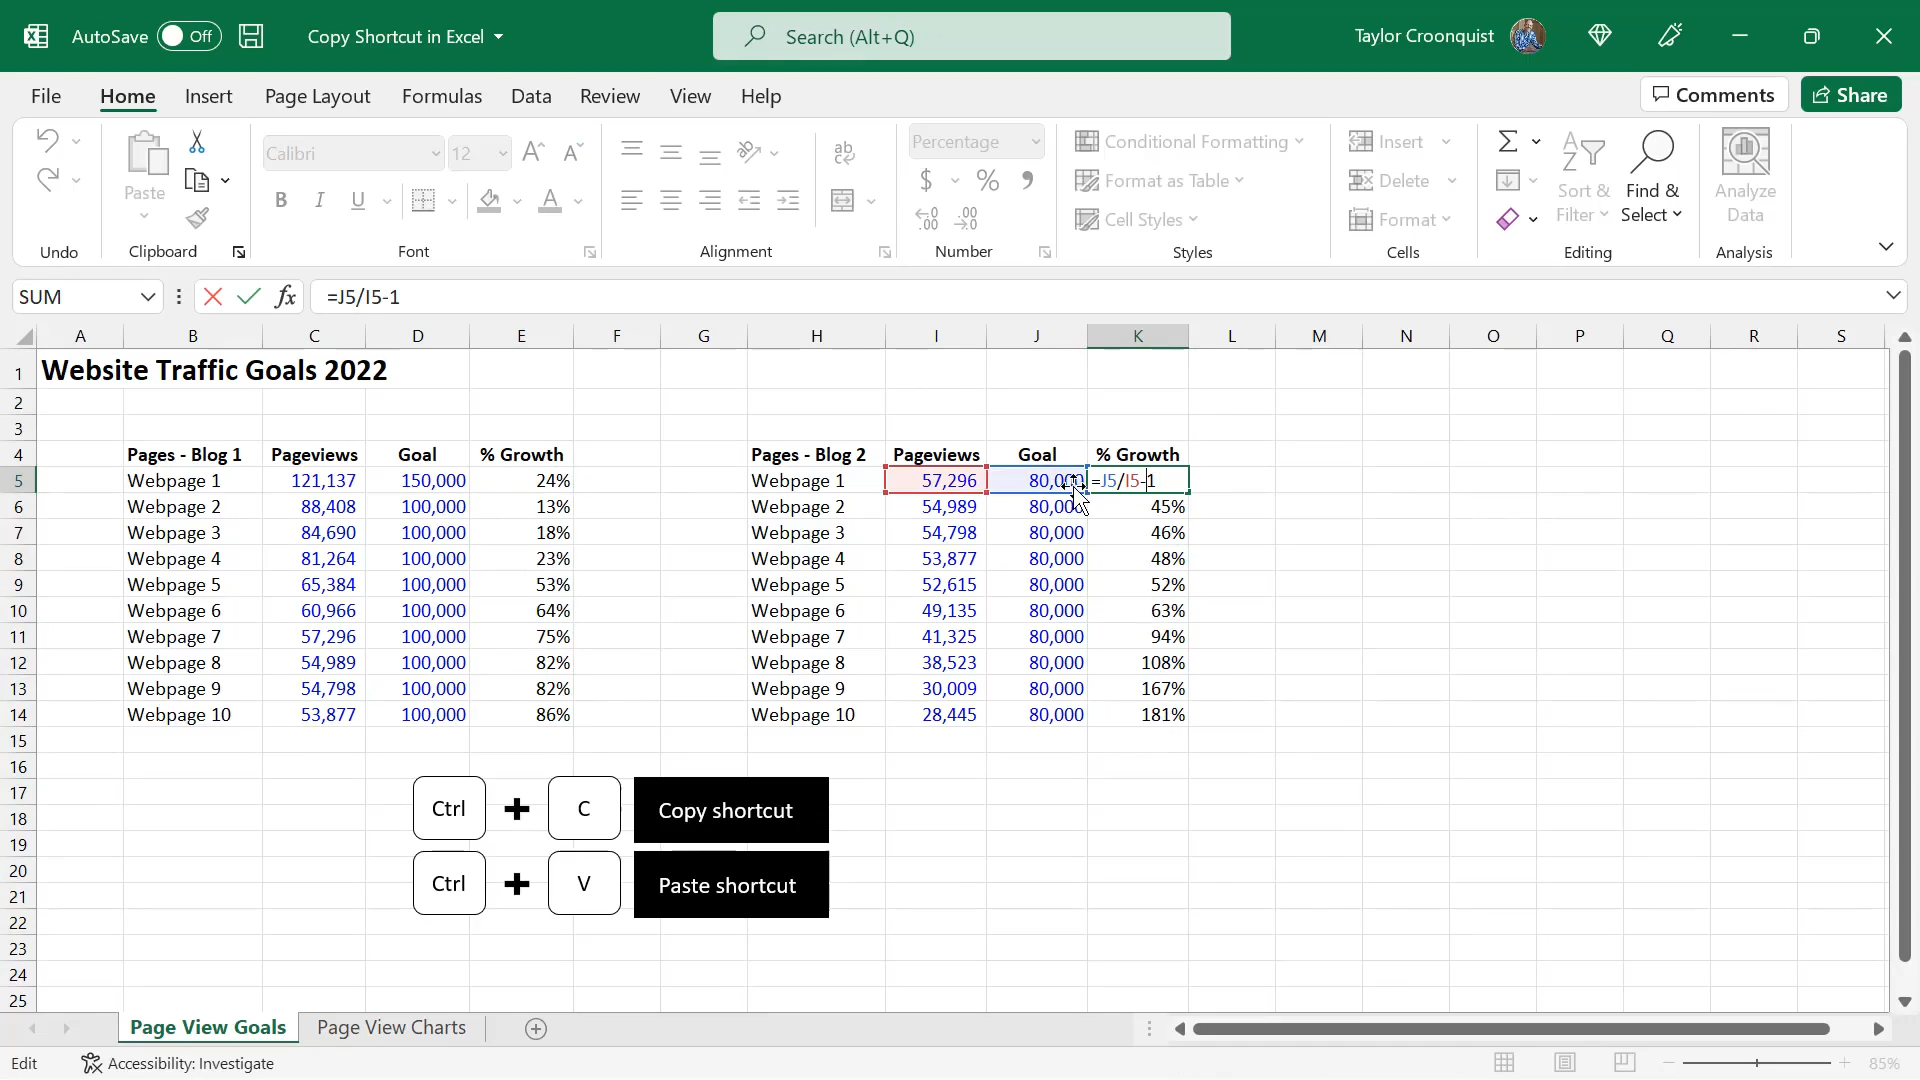 AutoSave Off Copy Shortcut in Excel Search (Alt+Q) Taylor Croonquist
File Home Insert Page Layout Formulas Data Review View Help Comments Share
Calibri 12 ab Percentage Conditional Formatting Insert
Paste B I U $ % Format as Table Delete Sort & Filter Find & Select Analyze Data
Cell Styles Format
Undo Clipboard Font Alignment Number Styles Cells Editing Analysis
SUM fx =J5/I5-1
A B C D E F G H I J K L M N O P Q R S
1 Website Traffic Goals 2022
2
3
4 Pages - Blog 1 Pageviews Goal % Growth Pages - Blog 2 Pageviews Goal % Growth
5 Webpage 1 121,137 150,000 24% Webpage 1 57,296 80,000 =J5/I5-1
6 Webpage 2 88,408 100,000 13% Webpage 2 54,989 80,000 45%
7 Webpage 3 84,690 100,000 18% Webpage 3 54,798 80,000 46%
8 Webpage 4 81,264 100,000 23% Webpage 4 53,877 80,000 48%
9 Webpage 5 65,384 100,000 53% Webpage 5 52,615 80,000 52%
10 Webpage 6 60,966 100,000 64% Webpage 6 49,135 80,000 63%
11 Webpage 7 57,296 100,000 75% Webpage 7 41,325 80,000 94%
12 Webpage 8 54,989 100,000 82% Webpage 8 38,523 80,000 108%
13 Webpage 9 54,798 100,000 82% Webpage 9 30,009 80,000 167%
14 Webpage 10 53,877 100,000 86% Webpage 10 28,445 80,000 181%
15
16
17
18 Ctrl + C Copy shortcut
19
20
21 Ctrl + V Paste shortcut
22
23
24
25
Page View Goals Page View Charts
Edit Accessibility: Investigate 85%